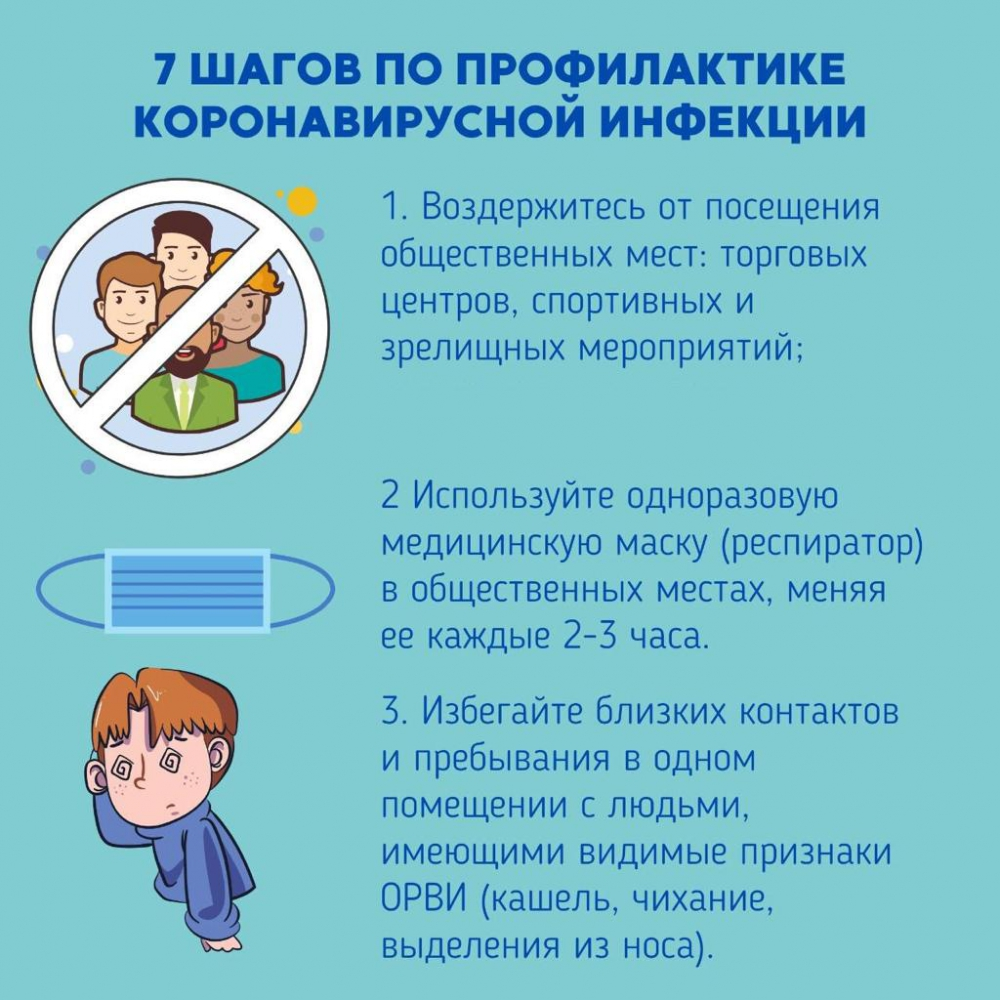 7 ШАГОВ ПО ПРОФИЛАКТИКЕ
КОРОНАВИРУСНОЙ ИНФЕКЦИИ
1. Воздержитесь от посещения
общественных мест: торговых
центров, спортивных и
зрелищных мероприятий;
2 Используйте одноразовую
медицинскую маску (респиратор)
в общественных местах, меняя
ее каждые 2-3 часа.
3. Избегайте близких контактов
и пребывания в одном
помещении с людьми,
имеющими видимые признаки
ОРВИ (кашель, чихание,
выделения из носа).